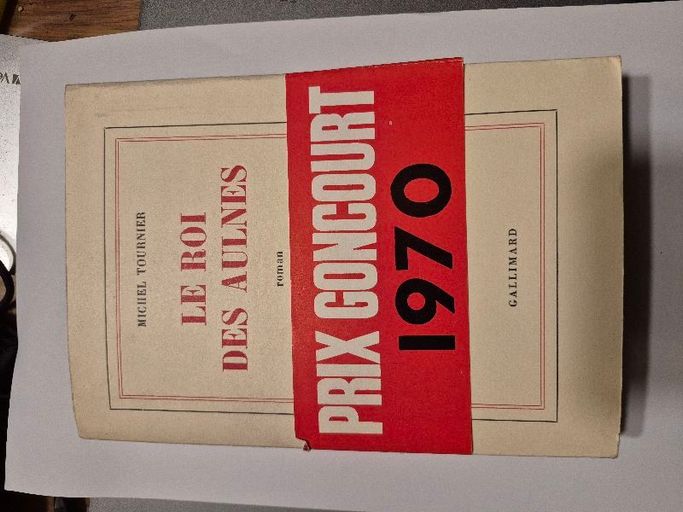 MICHEL TOURNIER
LE ROI
DES AULNES
roman
PRIX GONCOURT
1970
GALLIMARD